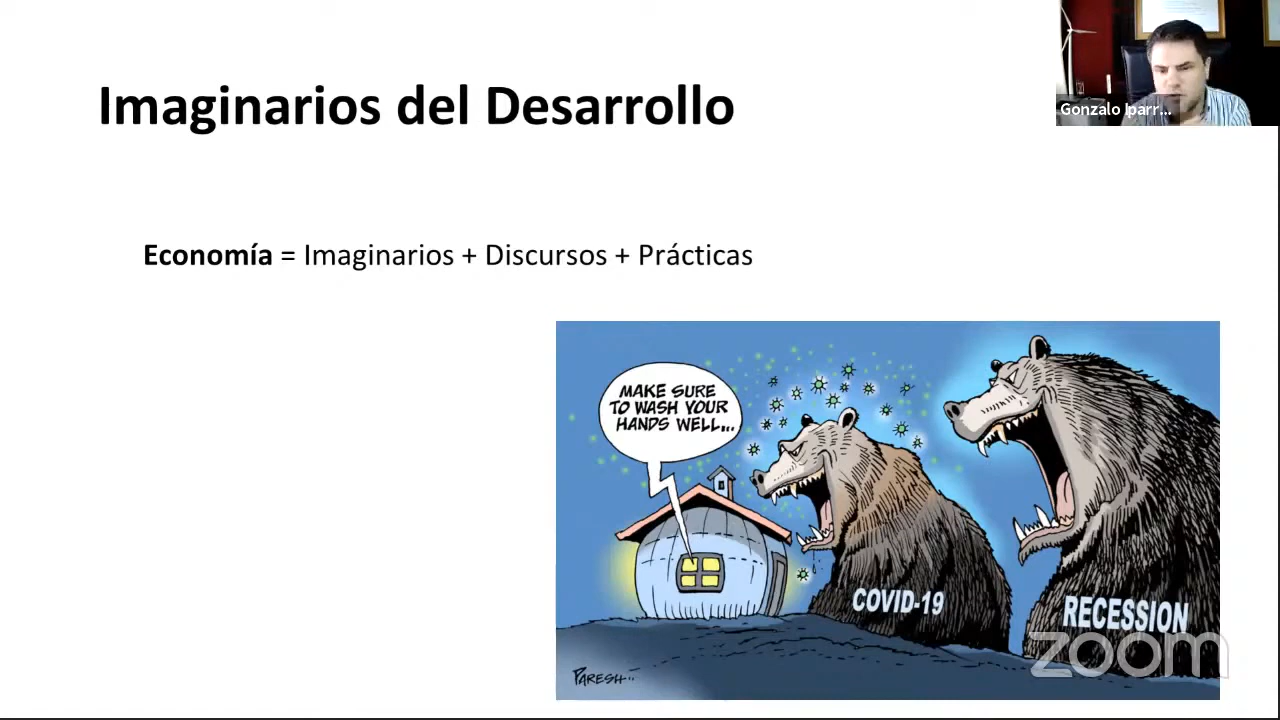 Imaginarios del Desarrollo
Gonzalo Iparr...
Economía = Imaginarios + Discursos + Prácticas
MAKE SURE
TO WASH YOUR
HANDS WELL...
COVID-19
RECESSION
zoom
PARESH..